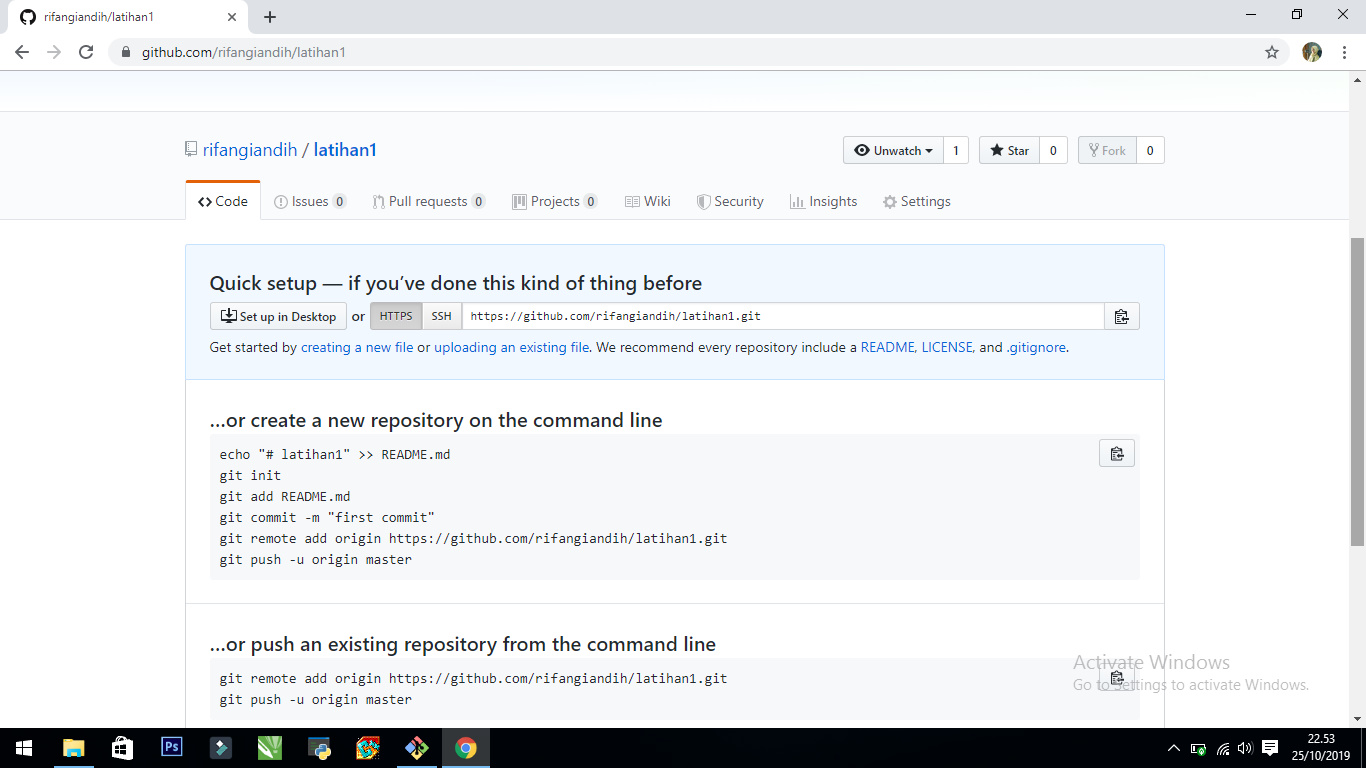 rifangiandih/latihan1
github.com/rifangiandih/latihan1
rifangiandih / latihan1
Unwatch 1 Star 0 Fork 0
Code Issues 0 Pull requests 0 Projects 0 Wiki Security Insights Settings
Quick setup — if you’ve done this kind of thing before
Set up in Desktop or HTTPS SSH https://github.com/rifangiandih/latihan1.git
Get started by creating a new file or uploading an existing file. We recommend every repository include a README, LICENSE, and .gitignore.
…or create a new repository on the command line
echo "# latihan1" >> README.md
git init
git add README.md
git commit -m "first commit"
git remote add origin https://github.com/rifangiandih/latihan1.git
git push -u origin master
…or push an existing repository from the command line
git remote add origin https://github.com/rifangiandih/latihan1.git
git push -u origin master
Activate Windows
Go to Settings to activate Windows.
Ps
22.53
25/10/2019